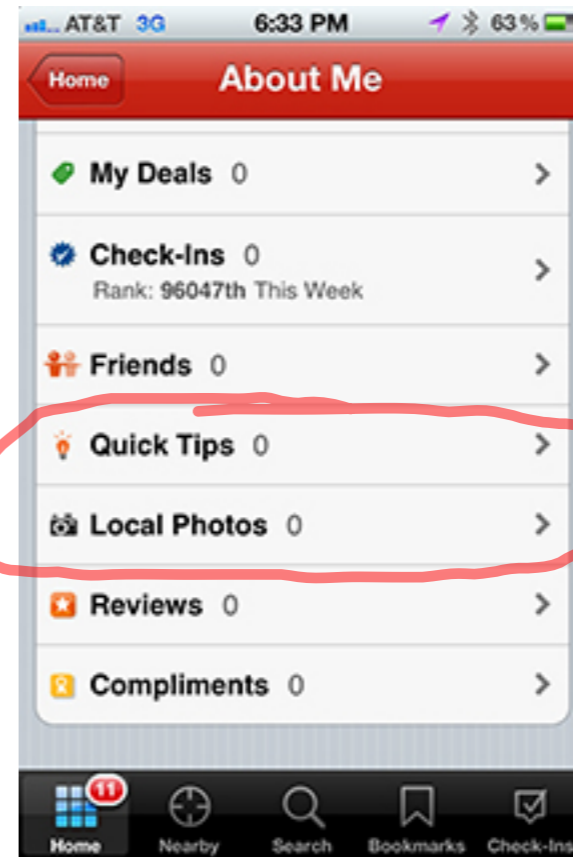 AT&T 3G 6:33 PM 63%
Home About Me
My Deals 0
Check-Ins 0
Rank: 96047th This Week
Friends 0
Quick Tips 0
Local Photos 0
Reviews 0
Compliments 0
11
Home Nearby Search Bookmarks Check-Ins